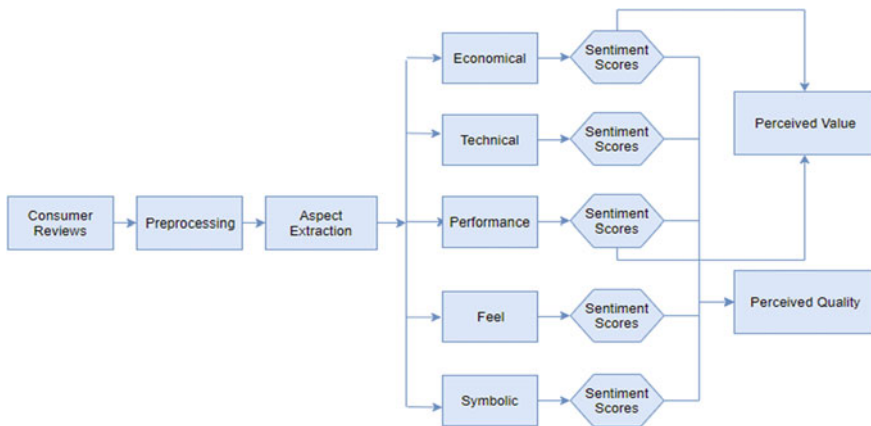 Economical
Sentiment
Scores
Technical
Sentiment
Scores
Perceived Value
Consumer
Reviews
Preprocessing
Aspect
Extraction
Performance
Sentiment
Scores
Feel
Sentiment
Scores
Perceived Quality
Symbolic
Sentiment
Scores